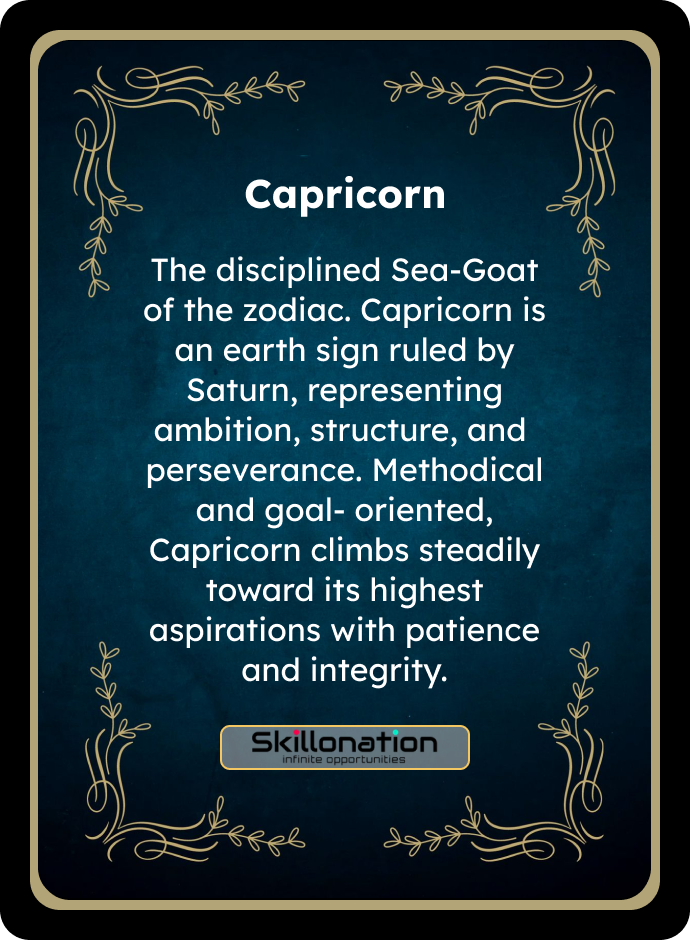 Capricorn
The disciplined Sea-Goat
of the zodiac. Capricorn is
an earth sign ruled by
Saturn, representing
ambition, structure, and
perseverance. Methodical
and goal- oriented,
Capricorn climbs steadily
toward its highest
aspirations with patience
and integrity.
Skillonation
infinite opportunities